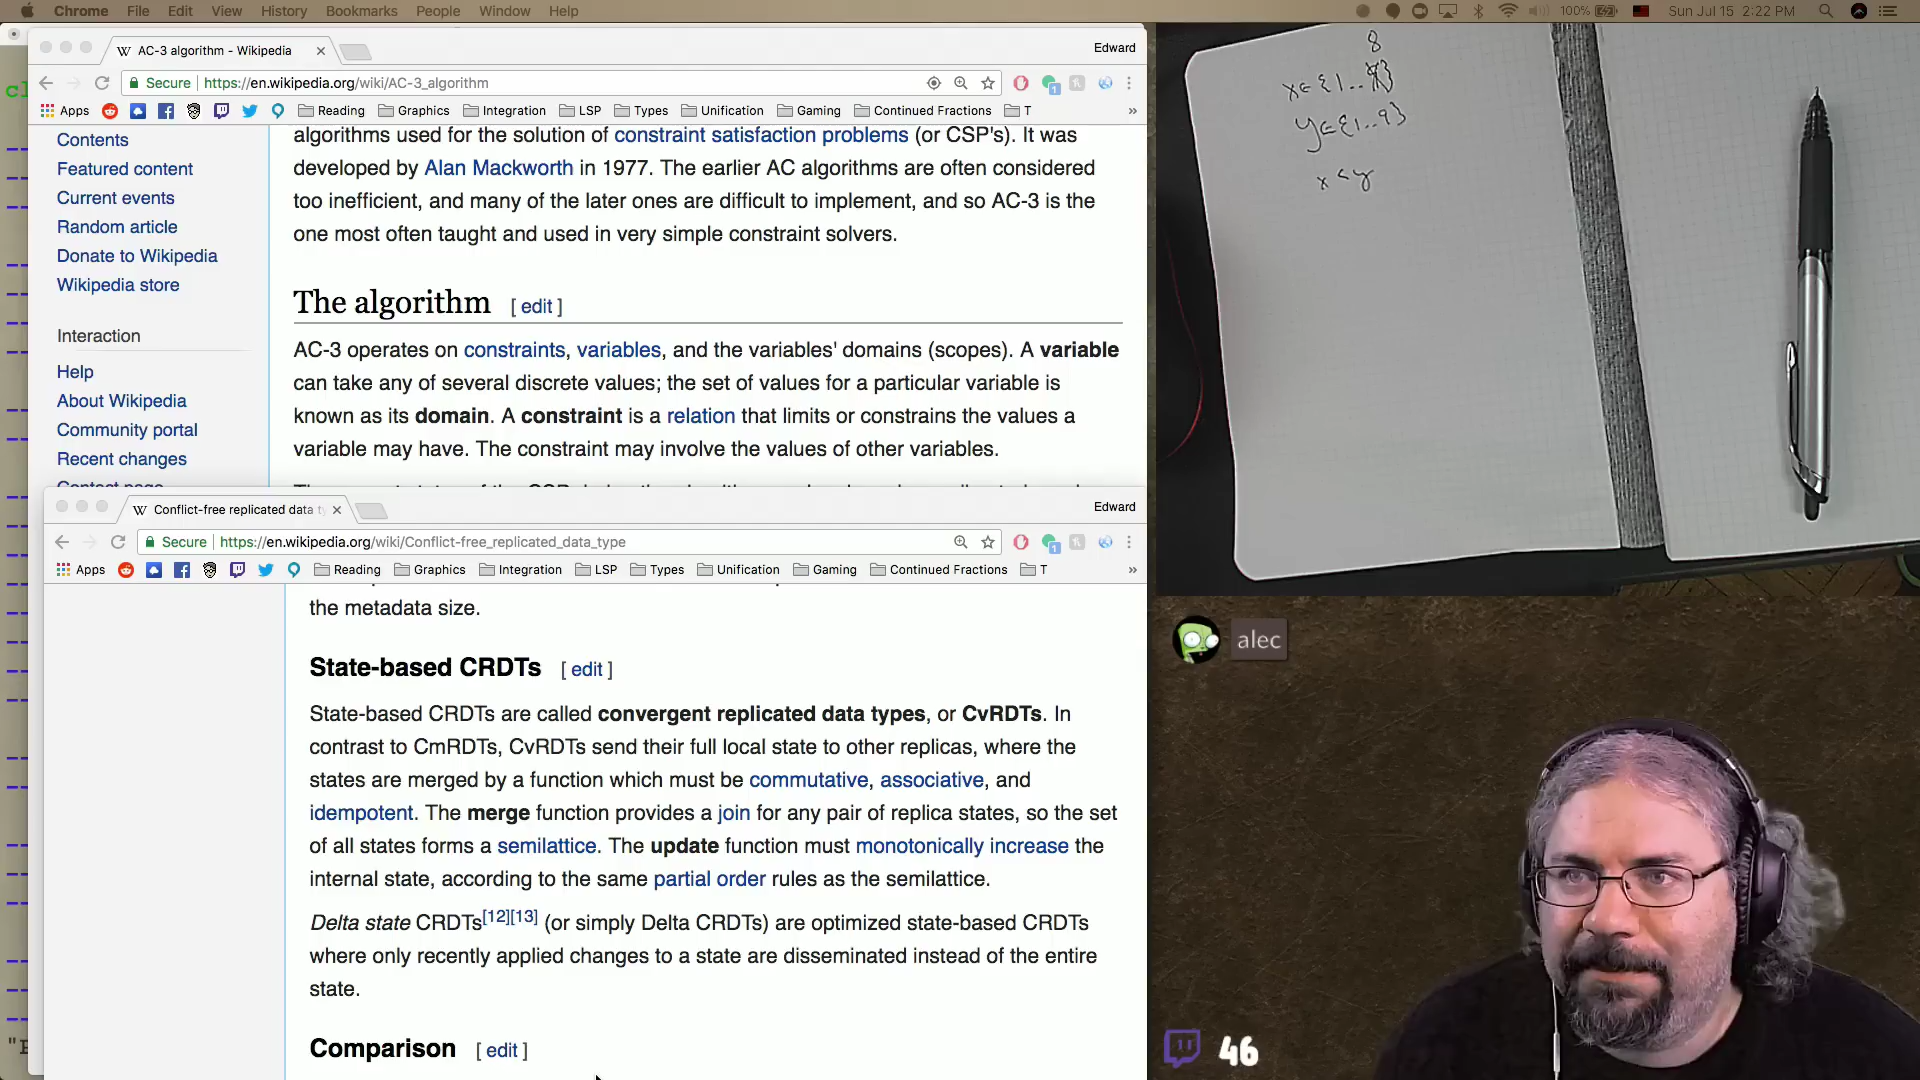 Chrome File Edit View History Bookmarks People Window Help
100% Sun Jul 15 2:22 PM
AC-3 algorithm - Wikipedia
Edward
Secure https://en.wikipedia.org/wiki/AC-3_algorithm
Apps Reading Graphics Integration LSP Types Unification Gaming Continued Fractions T »
Contents
Featured content
Current events
Random article
Donate to Wikipedia
Wikipedia store
Interaction
Help
About Wikipedia
Community portal
Recent changes
algorithms used for the solution of constraint satisfaction problems (or CSP's). It was
developed by Alan Mackworth in 1977. The earlier AC algorithms are often considered
too inefficient, and many of the later ones are difficult to implement, and so AC-3 is the
one most often taught and used in very simple constraint solvers.
The algorithm [ edit ]
AC-3 operates on constraints, variables, and the variables' domains (scopes). A variable
can take any of several discrete values; the set of values for a particular variable is
known as its domain. A constraint is a relation that limits or constrains the values a
variable may have. The constraint may involve the values of other variables.
Conflict-free replicated data t
Edward
Secure https://en.wikipedia.org/wiki/Conflict-free_replicated_data_type
Apps Reading Graphics Integration LSP Types Unification Gaming Continued Fractions T »
the metadata size.
State-based CRDTs [ edit ]
State-based CRDTs are called convergent replicated data types, or CvRDTs. In
contrast to CmRDTs, CvRDTs send their full local state to other replicas, where the
states are merged by a function which must be commutative, associative, and
idempotent. The merge function provides a join for any pair of replica states, so the set
of all states forms a semilattice. The update function must monotonically increase the
internal state, according to the same partial order rules as the semilattice.
Delta state CRDTs[12][13] (or simply Delta CRDTs) are optimized state-based CRDTs
where only recently applied changes to a state are disseminated instead of the entire
state.
Comparison [ edit ]
8
x∈{1..9}
y∈{1..9}
x<y
alec
46